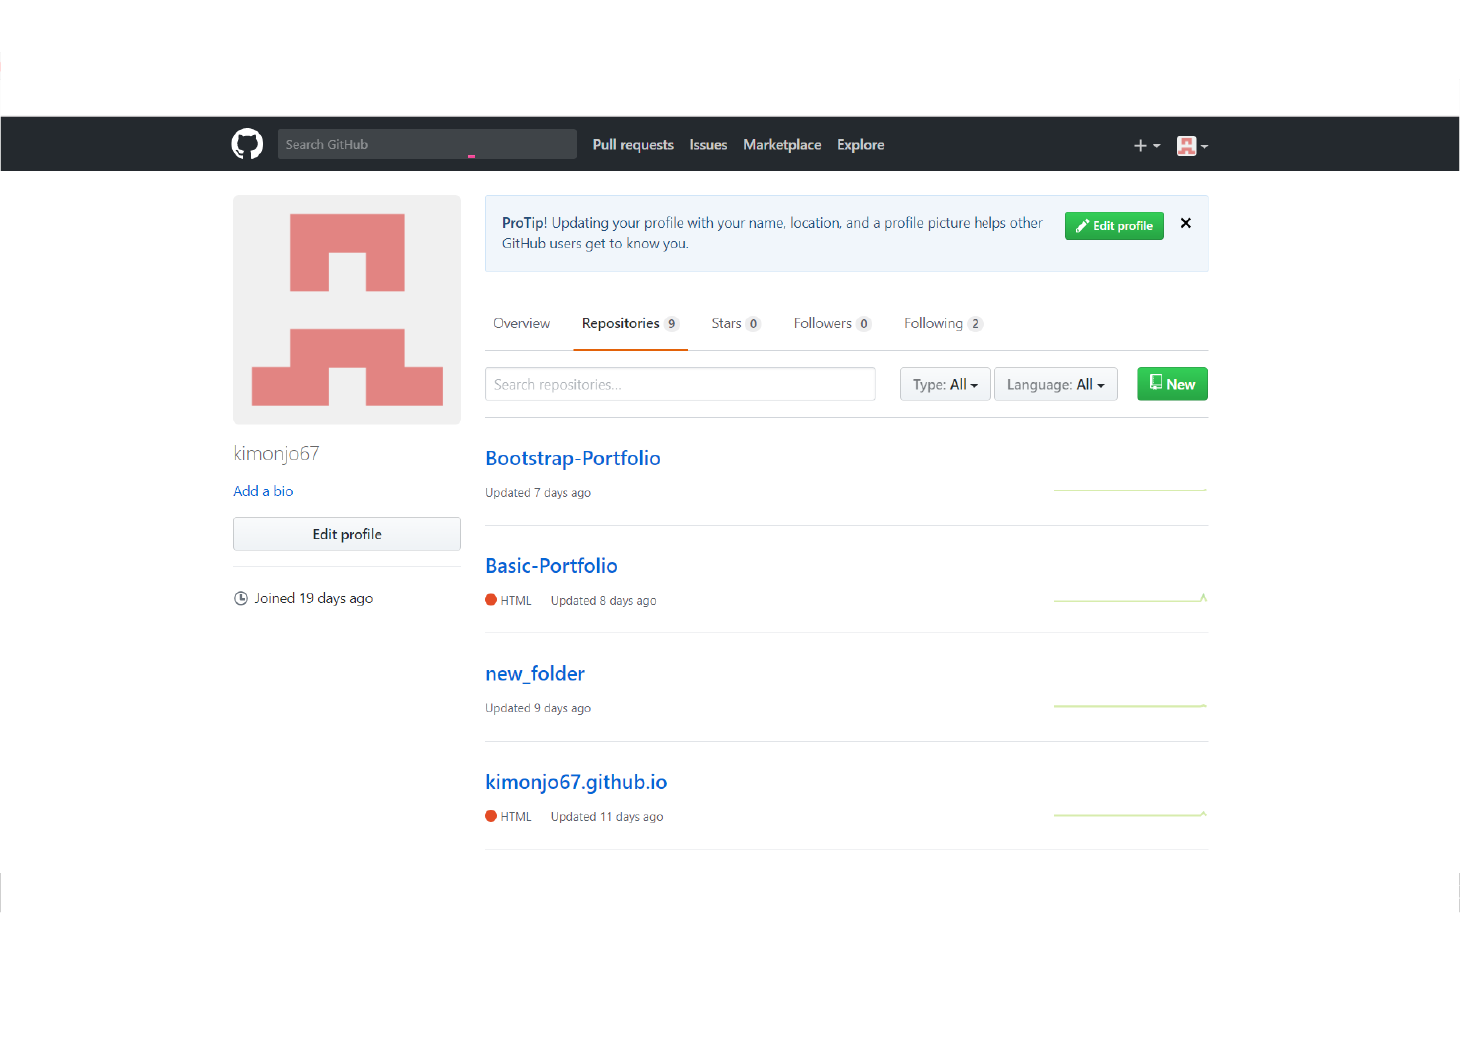 Search GitHub Pull requests Issues Marketplace Explore
ProTip! Updating your profile with your name, location, and a profile picture helps other
GitHub users get to know you.
Edit profile
Overview Repositories 9 Stars 0 Followers 0 Following 2
Search repositories... Type: All Language: All New
kimonjo67
Add a bio
Edit profile
Joined 19 days ago
Bootstrap-Portfolio
Updated 7 days ago
Basic-Portfolio
HTML Updated 8 days ago
new_folder
Updated 9 days ago
kimonjo67.github.io
HTML Updated 11 days ago